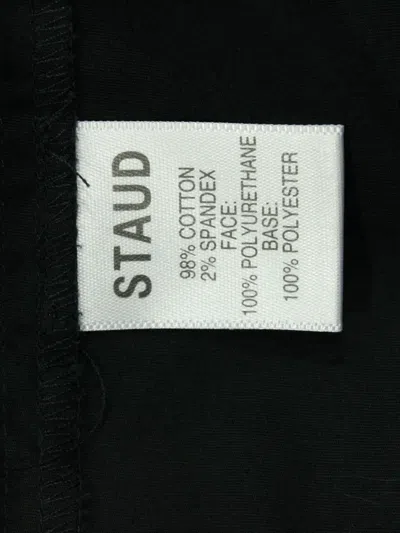 STAUD
98% COTTON
2% SPANDEX
FACE:
100% POLYURETHANE
BASE:
100% POLYESTER